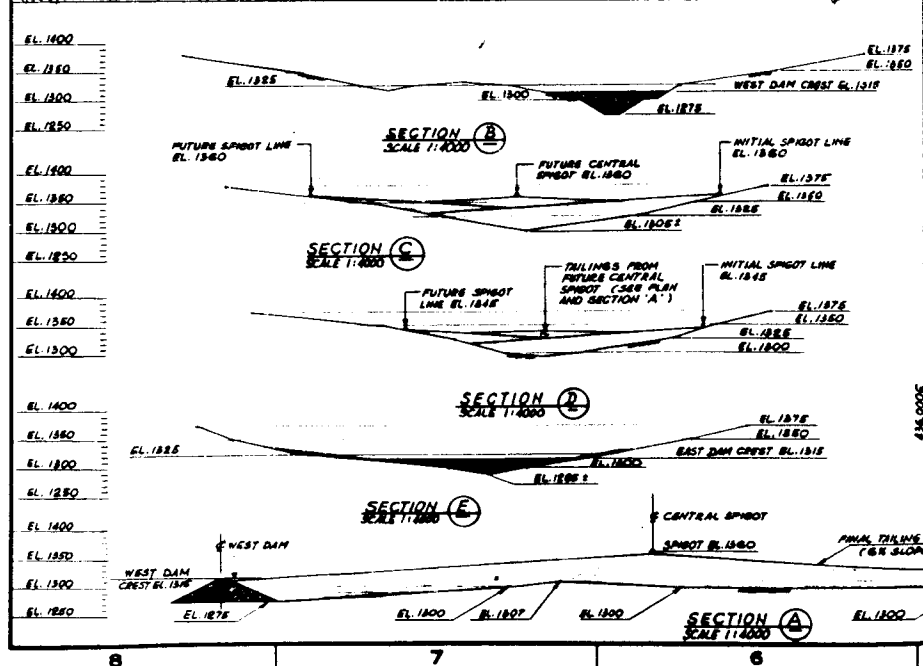 EL. 1400
EL. 1350
EL. 1300
EL. 1250
EL. 1325
EL. 1300
EL. 1275
EL. 1375
EL. 1350
WEST DAM CREST EL. 1315
SECTION B
SCALE 1:4000
FUTURE SPIGOT LINE
EL. 1360
FUTURE CENTRAL
SPIGOT EL. 1360
INITIAL SPIGOT LINE
EL. 1360
EL. 1400
EL. 1350
EL. 1300
EL. 1250
EL. 1375
EL. 1350
EL. 1325
EL. 1305±
SECTION C
SCALE 1:4000
FUTURE SPIGOT
LINE EL. 1345
TAILINGS FROM
FUTURE CENTRAL
SPIGOT (SEE PLAN
AND SECTION 'A')
INITIAL SPIGOT LINE
EL. 1345
EL. 1400
EL. 1350
EL. 1300
EL. 1375
EL. 1350
EL. 1325
EL. 1300
SECTION D
SCALE 1:4000
EL. 1400
EL. 1350
EL. 1300
EL. 1250
EL. 1325
EL. 1375
EL. 1350
EAST DAM CREST EL. 1315
EL. 1300
SECTION E
SCALE 1:4000
EL. 1400
EL. 1350
EL. 1300
EL. 1250
WEST DAM
WEST DAM
CREST EL. 1315
EL. 1275
EL. 1300
EL. 1307
EL. 1300
CENTRAL SPIGOT
SPIGOT EL. 1360
FINAL TAILING
SLOP
EL. 1300
SECTION A
SCALE 1:4000
8 7 6